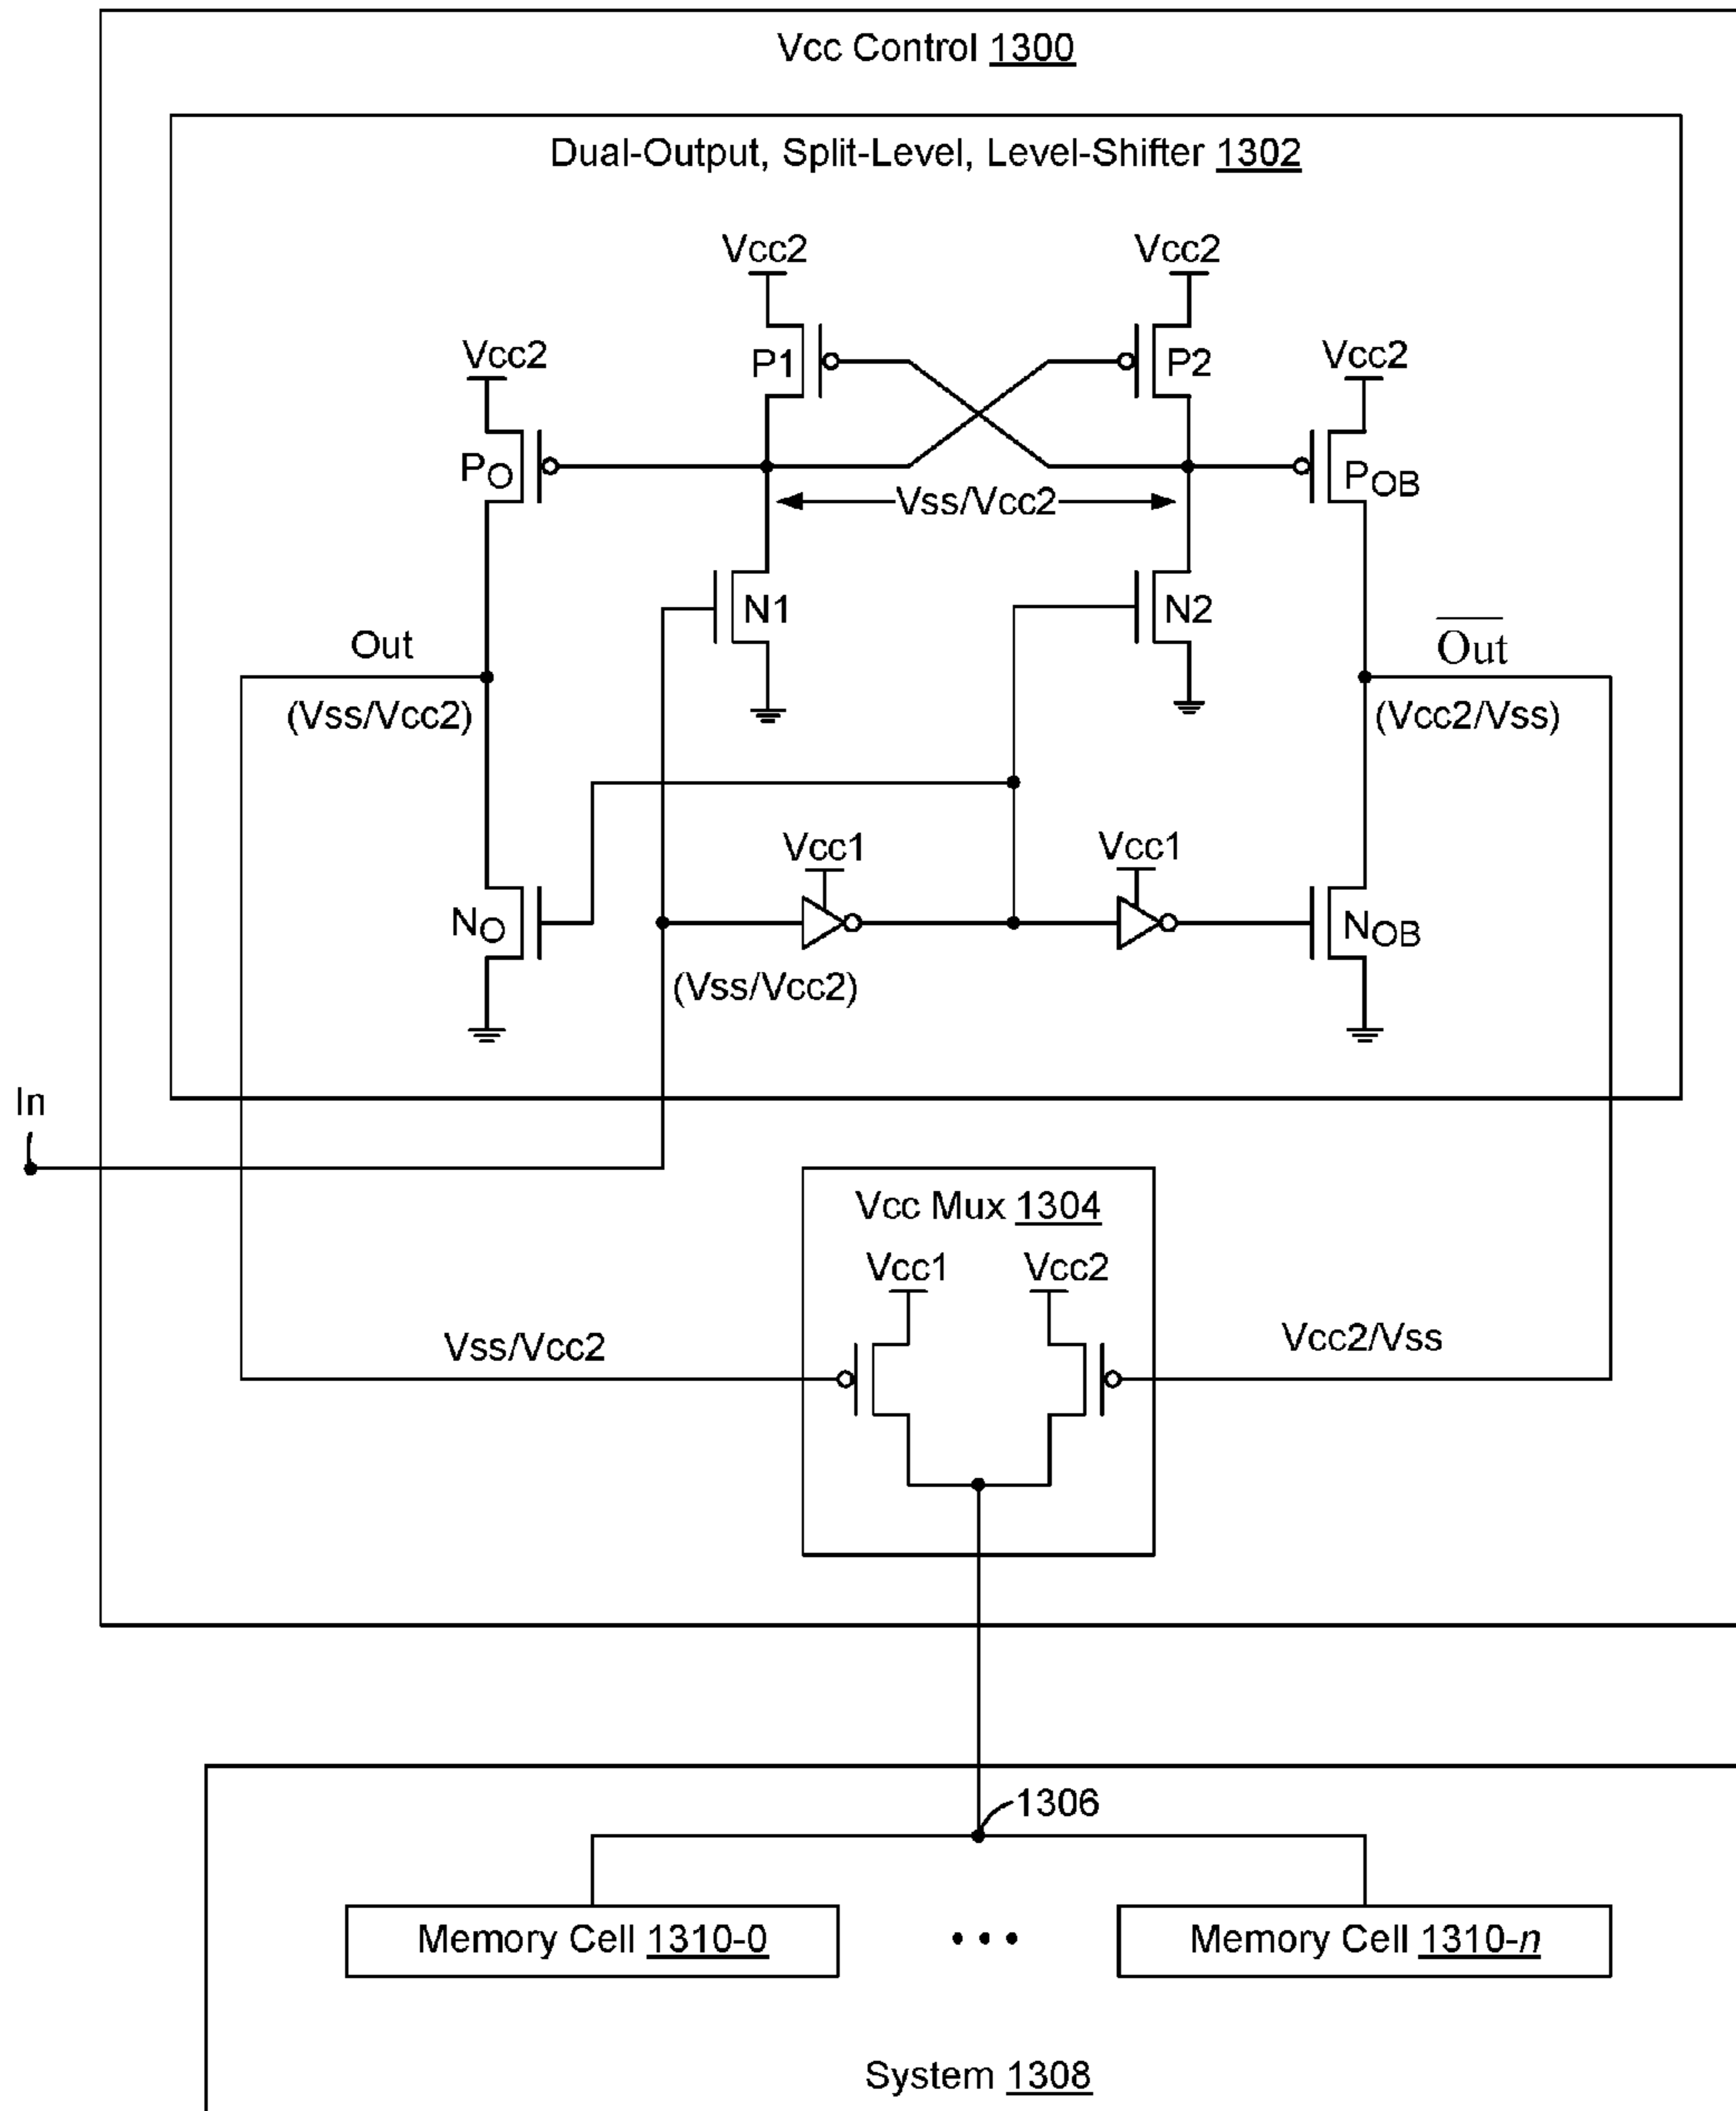 Vcc Control 1300
Dual-Output, Split-Level, Level-Shifter 1302
Vcc2
Vcc2
Vcc2
P1
P2
Vcc2
PO
POB
Vss/Vcc2
N1
N2
Out
Out
(Vss/Vcc2)
(Vcc2/Vss)
Vcc1
Vcc1
NO
NOB
(Vss/Vcc2)
In
Vcc Mux 1304
Vcc1
Vcc2
Vss/Vcc2
Vcc2/Vss
1306
Memory Cell 1310-0
• • •
Memory Cell 1310-n
System 1308